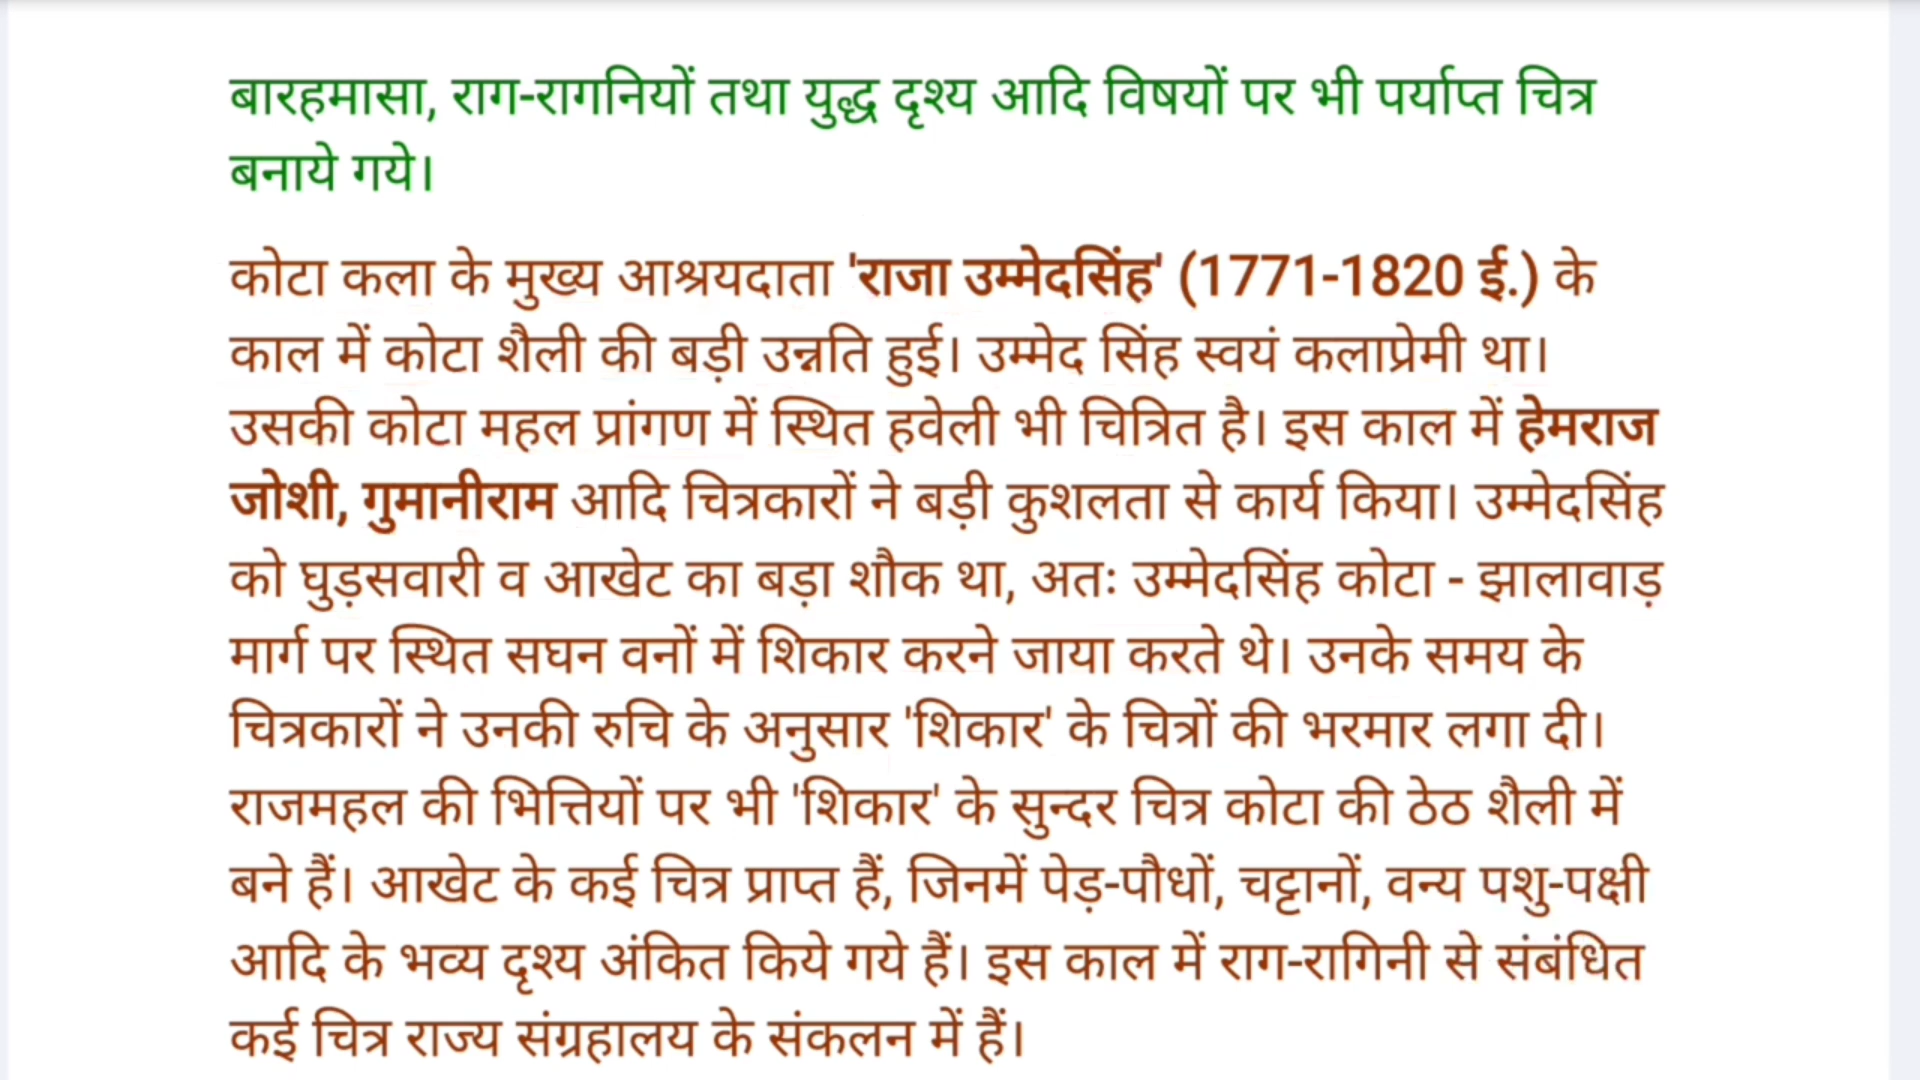 बारहमासा, राग-रागनियों तथा युद्ध दृश्य आदि विषयों पर भी पर्याप्त चित्र
बनाये गये।
कोटा कला के मुख्य आश्रयदाता 'राजा उम्मेदसिंह' (1771-1820 ई.) के
काल में कोटा शैली की बड़ी उन्नति हुई। उम्मेद सिंह स्वयं कलाप्रेमी था।
उसकी कोटा महल प्रांगण में स्थित हवेली भी चित्रित है। इस काल में हेमराज
जोशी, गुमानीराम आदि चित्रकारों ने बड़ी कुशलता से कार्य किया। उम्मेदसिंह
को घुड़सवारी व आखेट का बड़ा शौक था, अतः उम्मेदसिंह कोटा - झालावाड़
मार्ग पर स्थित सघन वनों में शिकार करने जाया करते थे। उनके समय के
चित्रकारों ने उनकी रुचि के अनुसार 'शिकार' के चित्रों की भरमार लगा दी।
राजमहल की भित्तियों पर भी 'शिकार' के सुन्दर चित्र कोटा की ठेठ शैली में
बने हैं। आखेट के कई चित्र प्राप्त हैं, जिनमें पेड़-पौधों, चट्टानों, वन्य पशु-पक्षी
आदि के भव्य दृश्य अंकित किये गये हैं। इस काल में राग-रागिनी से संबंधित
कई चित्र राज्य संग्रहालय के संकलन में हैं।